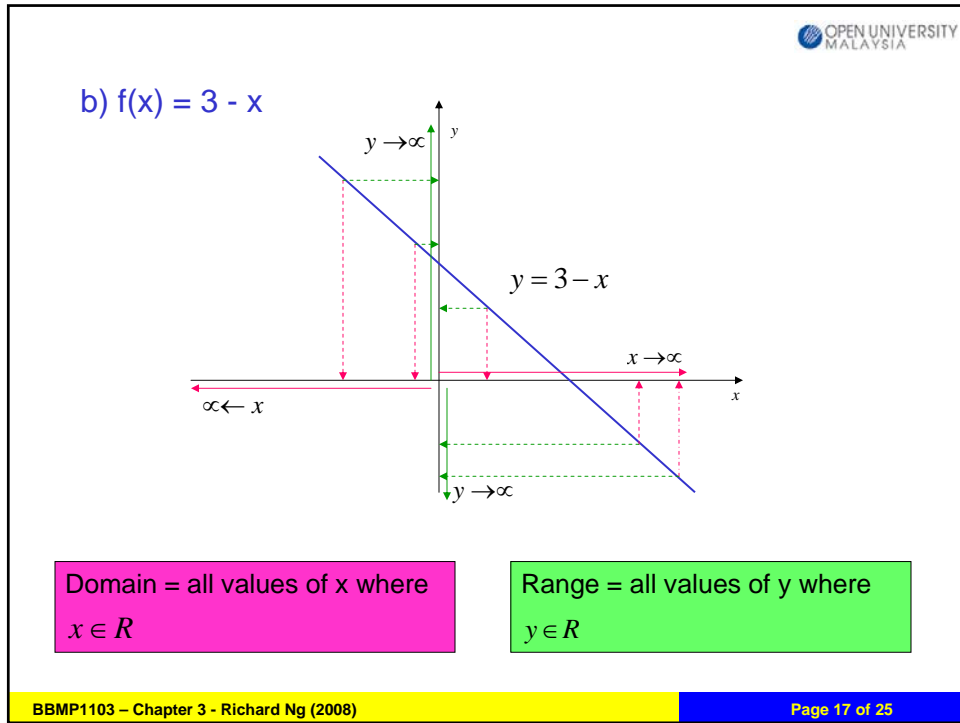 OPEN UNIVERSITY
MALAYSIA
b) f(x) = 3 - x
y →∝
y
y = 3 − x
x →∝
x
∝← x
y →∝
Domain = all values of x where
x ∈ R
Range = all values of y where
y ∈ R
BBMP1103 – Chapter 3 - Richard Ng (2008)
Page 17 of 25